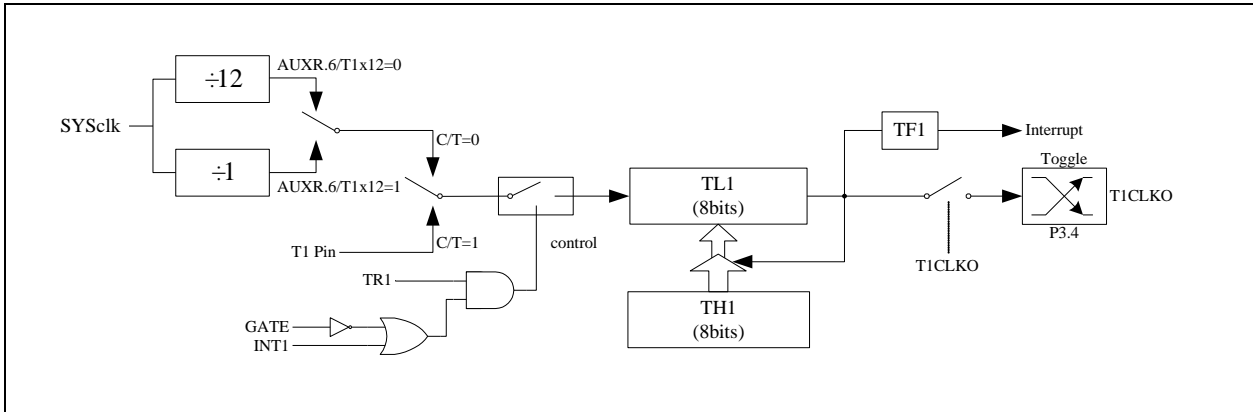 ÷12
AUXR.6/T1x12=0
SYSclk
÷1
AUXR.6/T1x12=1
C/T=0
C/T=1
T1 Pin
control
TR1
GATE
INT1
TL1
(8bits)
TH1
(8bits)
TF1
Interrupt
Toggle
T1CLKO
P3.4
T1CLKO